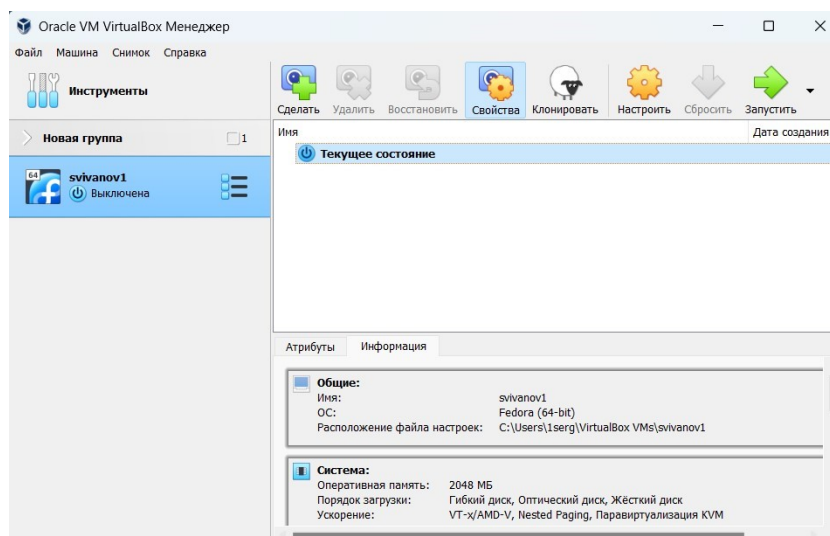 Oracle VM VirtualBox Менеджер
Файл Машина Снимок Справка
Инструменты
Сделать Удалить Восстановить Свойства Клонировать Настроить Сбросить Запустить
Новая группа 1
Имя Дата создания
Текущее состояние
64 svivanov1
Выключена
Атрибуты Информация
Общие:
Имя: svivanov1
ОС: Fedora (64-bit)
Расположение файла настроек: C:\Users\1serg\VirtualBox VMs\svivanov1
Система:
Оперативная память: 2048 МБ
Порядок загрузки: Гибкий диск, Оптический диск, Жёсткий диск
Ускорение: VT-x/AMD-V, Nested Paging, Паравиртуализация KVM